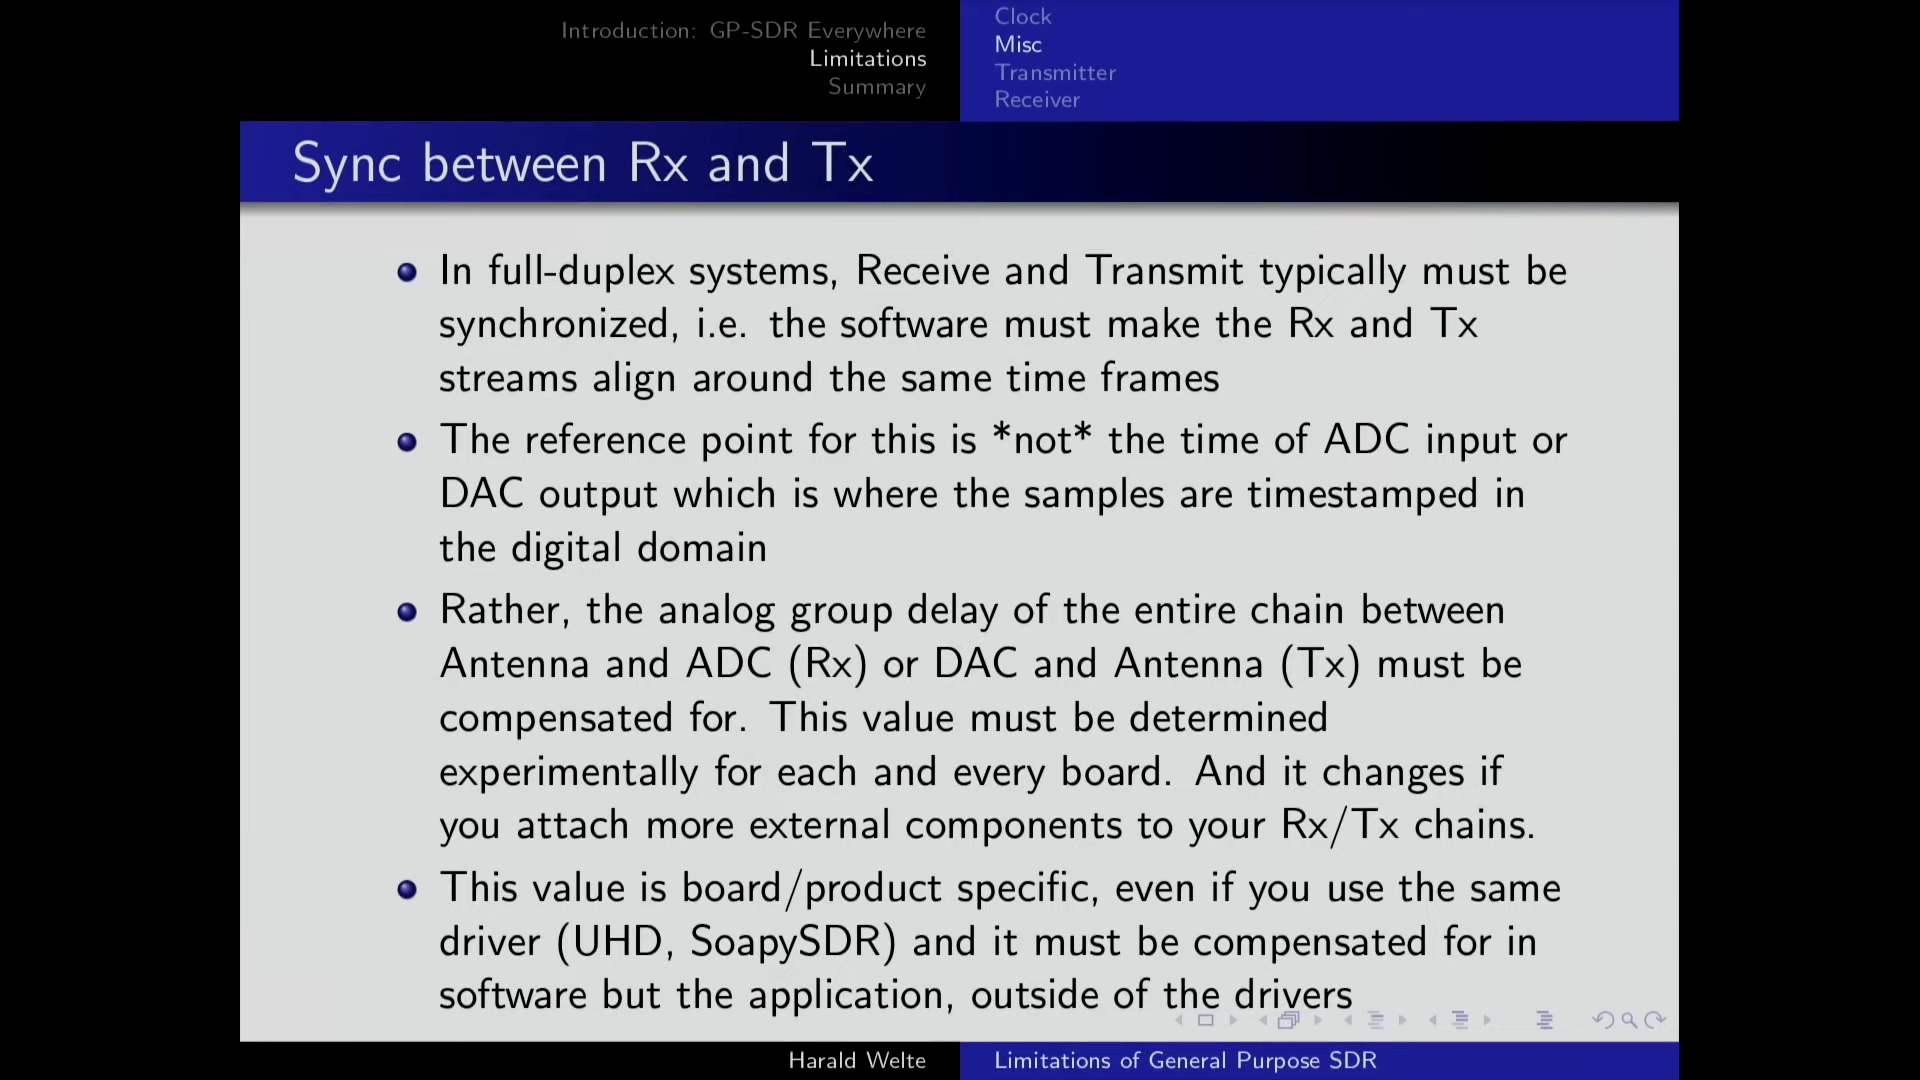 Introduction: GP-SDR Everywhere
Limitations
Summary
Clock
Misc
Transmitter
Receiver
Sync between Rx and Tx
In full-duplex systems, Receive and Transmit typically must be
synchronized, i.e. the software must make the Rx and Tx
streams align around the same time frames
The reference point for this is *not* the time of ADC input or
DAC output which is where the samples are timestamped in
the digital domain
Rather, the analog group delay of the entire chain between
Antenna and ADC (Rx) or DAC and Antenna (Tx) must be
compensated for. This value must be determined
experimentally for each and every board. And it changes if
you attach more external components to your Rx/Tx chains.
This value is board/product specific, even if you use the same
driver (UHD, SoapySDR) and it must be compensated for in
software but the application, outside of the drivers
Harald Welte
Limitations of General Purpose SDR